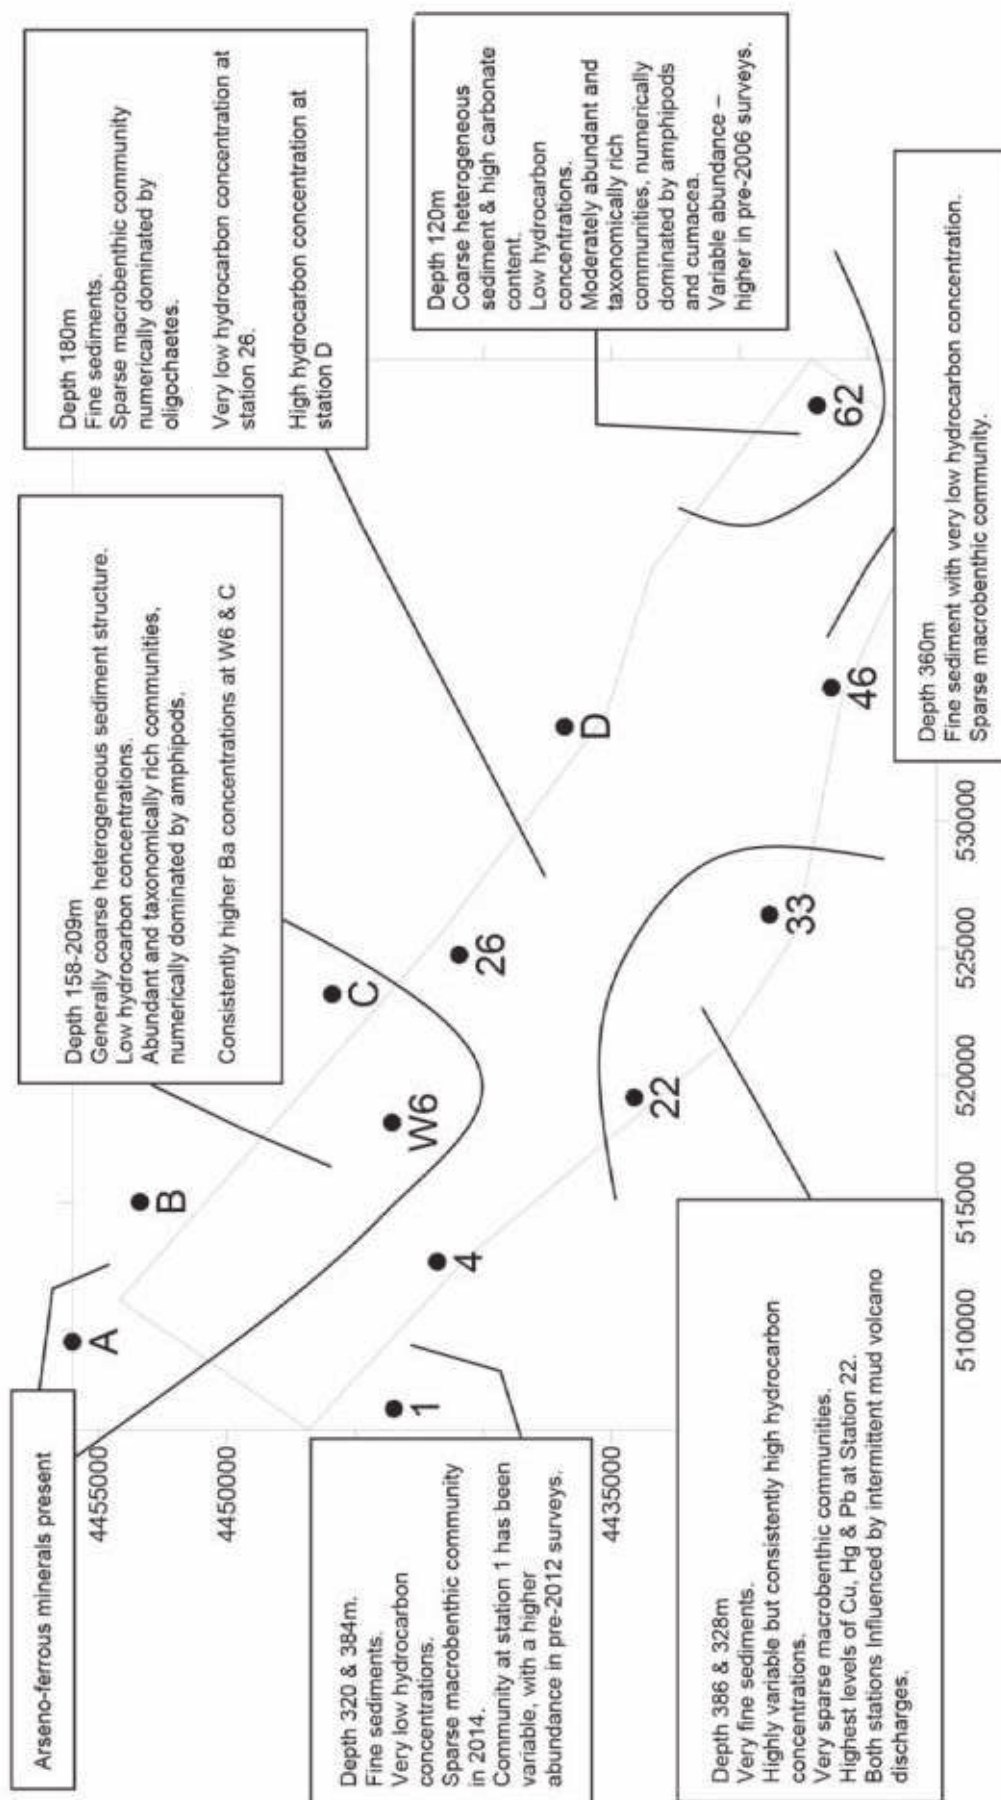 Arseno-ferrous minerals present
Depth 158-209m
Generally coarse heterogeneous sediment structure.
Low hydrocarbon concentrations.
Abundant and taxonomically rich communities,
numerically dominated by amphipods.
Consistently higher Ba concentrations at W6 & C
Depth 180m
Fine sediments.
Sparse macrobenthic community
numerically dominated by
oligochaetes.
Very low hydrocarbon concentration at
station 26.
High hydrocarbon concentration at
station D
Depth 120m
Coarse heterogeneous
sediment & high carbonate
content.
Low hydrocarbon
concentrations.
Moderately abundant and
taxonomically rich
communities, numerically
dominated by amphipods
and cumacea.
Variable abundance –
higher in pre-2006 surveys.
4455000
4450000
4435000
A
B
C
W6
1
4
26
D
22
33
46
62
Depth 320 & 384m.
Fine sediments.
Very low hydrocarbon
concentrations.
Sparse macrobenthic community
in 2014.
Community at station 1 has been
variable, with a higher
abundance in pre-2012 surveys.
Depth 386 & 328m
Very fine sediments.
Highly variable but consistently high hydrocarbon
concentrations.
Very sparse macrobenthic communities.
Highest levels of Cu, Hg & Pb at Station 22.
Both stations Influenced by intermittent mud volcano
discharges.
510000
515000
520000
525000
530000
Depth 360m
Fine sediment with very low hydrocarbon concentration.
Sparse macrobenthic community.